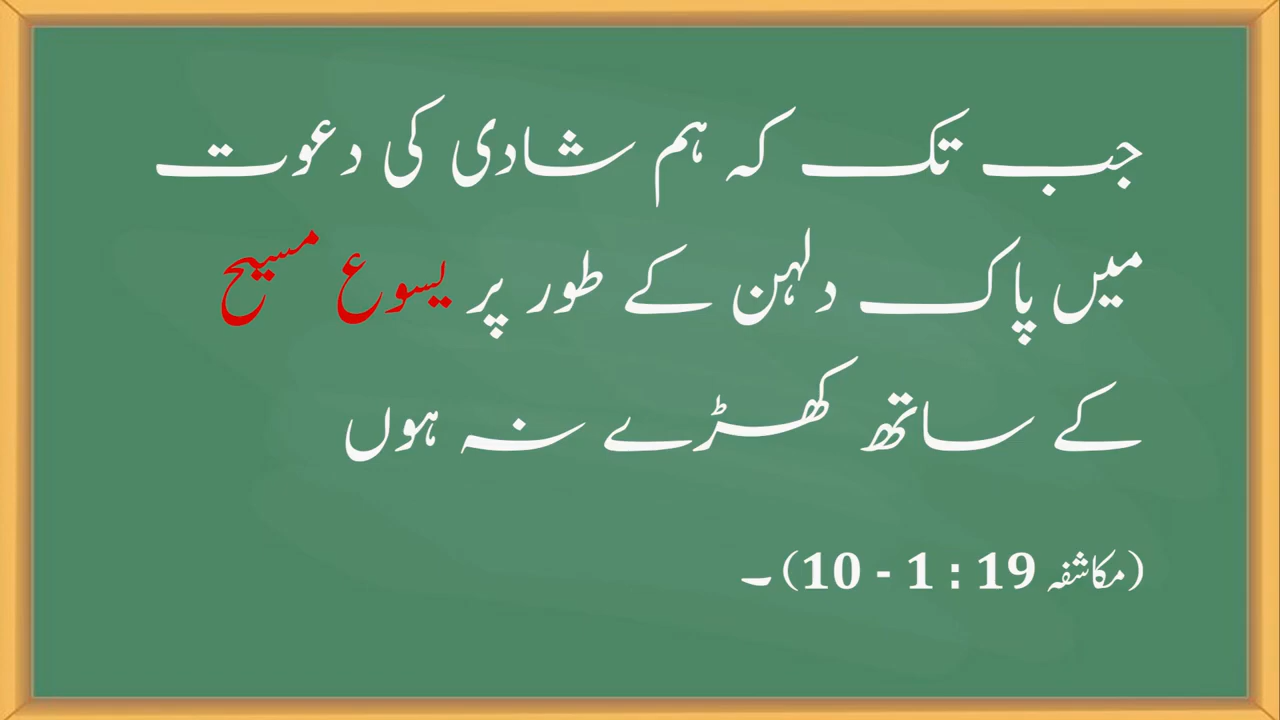 جب تک کہ ہم شادی کی دعوت
میں پاک دلہن کے طور پر یسوع مسیح
کے ساتھ کھڑے نہ ہوں
(مکاشفہ 19 : 1 - 10)۔